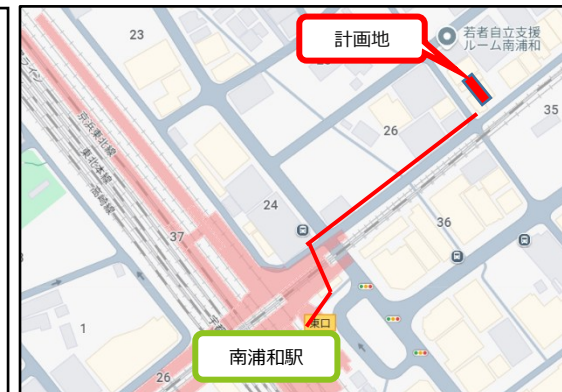 計画地
若者自立支援
ルーム南浦和
23
35
26
京浜東北線
東北本線
高崎線
24
36
37
東口
1
南浦和駅
26